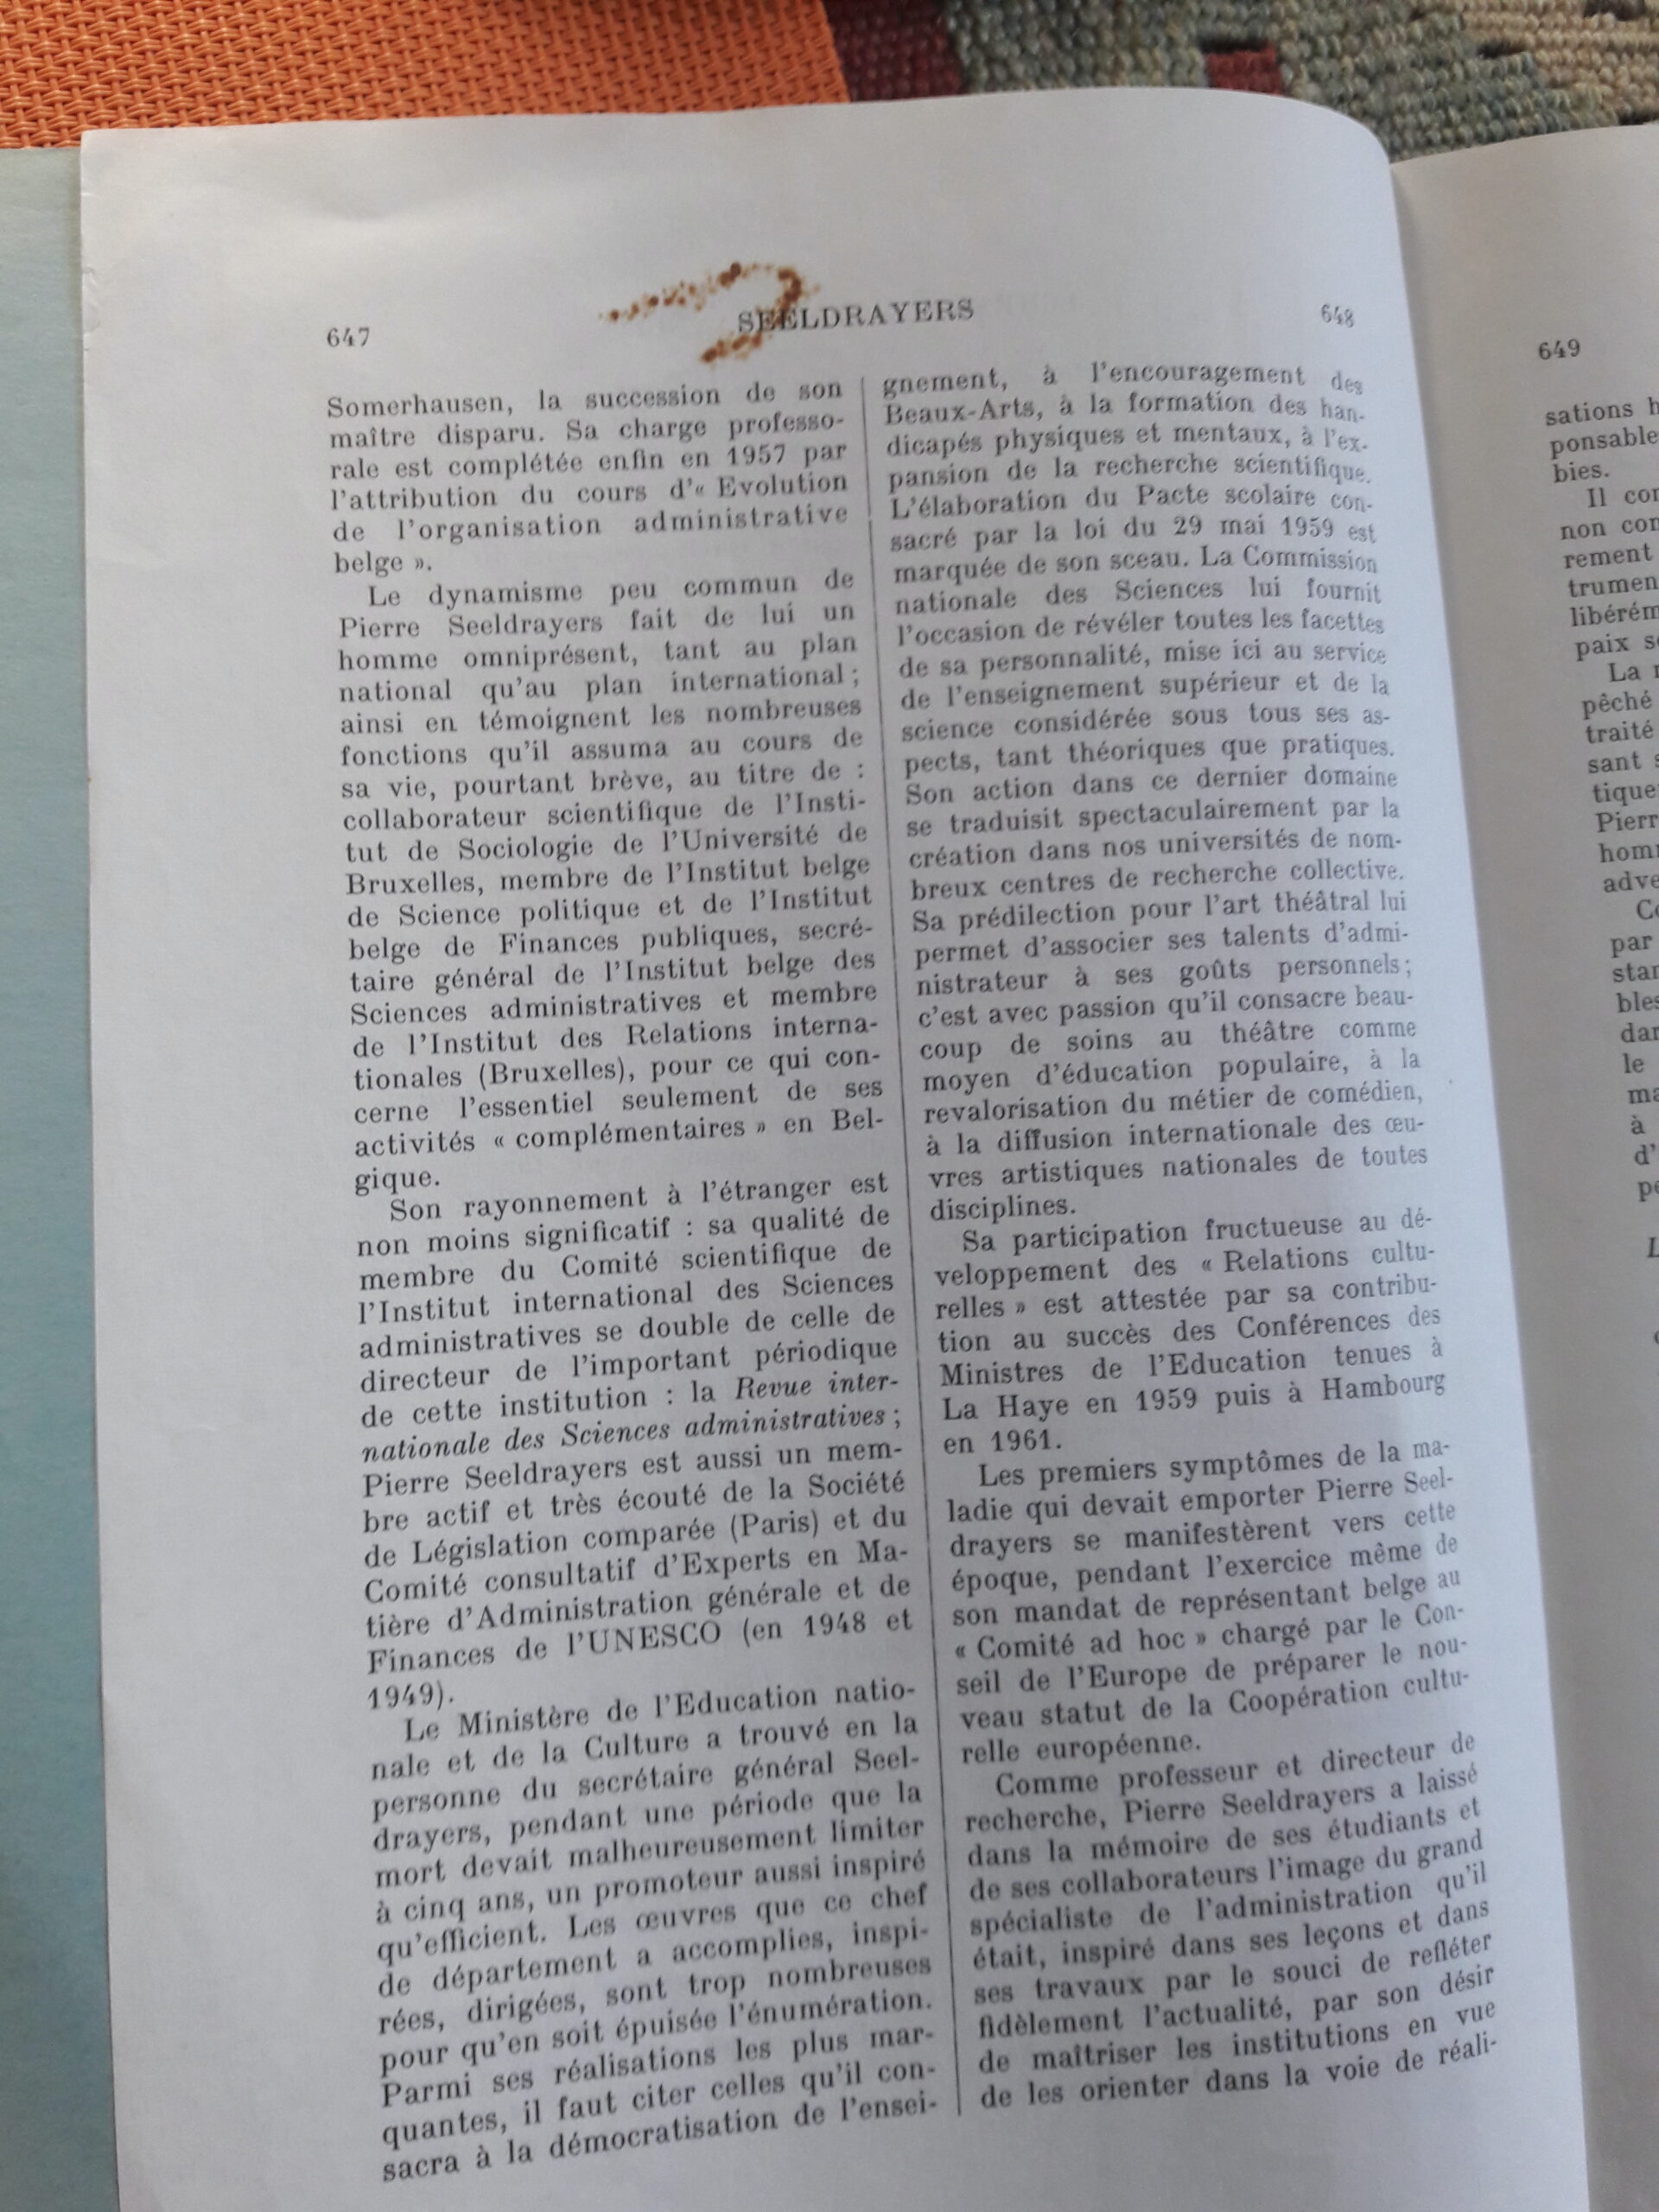 647
SEELDRAYERS
648
Somerhausen, la succession de son
maître disparu. Sa charge professo-
rale est complétée enfin en 1957 par
l'attribution du cours d'« Evolution
de l'organisation administrative
belge ».
Le dynamisme peu commun de
Pierre Seeldrayers fait de lui un
homme omniprésent, tant au plan
national qu'au plan international ;
ainsi en témoignent les nombreuses
fonctions qu'il assuma au cours de
sa vie, pourtant brève, au titre de :
collaborateur scientifique de l'Insti-
tut de Sociologie de l'Université de
Bruxelles, membre de l'Institut belge
de Science politique et de l'Institut
belge de Finances publiques, secré-
taire général de l'Institut belge des
Sciences administratives et membre
de l'Institut des Relations interna-
tionales (Bruxelles), pour ce qui con-
cerne l'essentiel seulement de ses
activités « complémentaires » en Bel-
gique.
Son rayonnement à l'étranger est
non moins significatif : sa qualité de
membre du Comité scientifique de
l'Institut international des Sciences
administratives se double de celle de
directeur de l'important périodique
de cette institution : la Revue inter-
nationale des Sciences administratives ;
Pierre Seeldrayers est aussi un mem-
bre actif et très écouté de la Société
de Législation comparée (Paris) et du
Comité consultatif d'Experts en Ma-
tière d'Administration générale et de
Finances de l'UNESCO (en 1948 et
1949).
Le Ministère de l'Education natio-
nale et de la Culture a trouvé en la
personne du secrétaire général Seel-
drayers, pendant une période que la
mort devait malheureusement limiter
à cinq ans, un promoteur aussi inspiré
qu'efficient. Les œuvres que ce chef
de département a accomplies, inspi-
rées, dirigées, sont trop nombreuses
pour qu'en soit épuisée l'énumération.
Parmi ses réalisations les plus mar-
quantes, il faut citer celles qu'il con-
sacra à la démocratisation de l'ensei-
gnement, à l'encouragement des
Beaux-Arts, à la formation des han-
dicapés physiques et mentaux, à l'ex-
pansion de la recherche scientifique.
L'élaboration du Pacte scolaire con-
sacré par la loi du 29 mai 1959 est
marquée de son sceau. La Commission
nationale des Sciences lui fournit
l'occasion de révéler toutes les facettes
de sa personnalité, mise ici au service
de l'enseignement supérieur et de la
science considérée sous tous ses as-
pects, tant théoriques que pratiques.
Son action dans ce dernier domaine
se traduisit spectaculairement par la
création dans nos universités de nom-
breux centres de recherche collective.
Sa prédilection pour l'art théâtral lui
permet d'associer ses talents d'admi-
nistrateur à ses goûts personnels ;
c'est avec passion qu'il consacre beau-
coup de soins au théâtre comme
moyen d'éducation populaire, à la
revalorisation du métier de comédien,
à la diffusion internationale des œu-
vres artistiques nationales de toutes
disciplines.
Sa participation fructueuse au dé-
veloppement des « Relations cultu-
relles » est attestée par sa contribu-
tion au succès des Conférences des
Ministres de l'Education tenues à
La Haye en 1959 puis à Hambourg
en 1961.
Les premiers symptômes de la ma-
ladie qui devait emporter Pierre Seel-
drayers se manifestèrent vers cette
époque, pendant l'exercice même de
son mandat de représentant belge au
« Comité ad hoc » chargé par le Con-
seil de l'Europe de préparer le nou-
veau statut de la Coopération cultu-
relle européenne.
Comme professeur et directeur de
recherche, Pierre Seeldrayers a laissé
dans la mémoire de ses étudiants et
de ses collaborateurs l'image du grand
spécialiste de l'administration qu'il
était, inspiré dans ses leçons et dans
ses travaux par le souci de refléter
fidèlement l'actualité, par son désir
de maîtriser les institutions en vue
de les orienter dans la voie de réali-
649
sations
ponsable
bies.
Il
non
rement
trumen
libérém
paix
La
pêché
traité
sant
tique
Pierr
hom
adve
par
star
bles
dan
le
à
d'